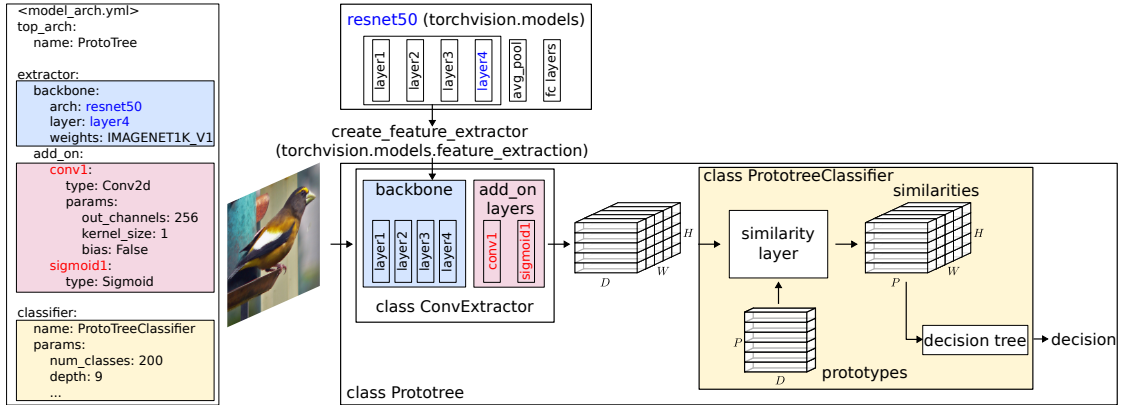 <model_arch.yml>
top_arch:
name: ProtoTree
extractor:
backbone:
arch: resnet50
layer: layer4
weights: IMAGENET1K_V1
add_on:
conv1:
type: Conv2d
params:
out_channels: 256
kernel_size: 1
bias: False
sigmoid1:
type: Sigmoid
classifier:
name: ProtoTreeClassifier
params:
num_classes: 200
depth: 9
...
resnet50 (torchvision.models)
layer1
layer2
layer3
layer4
avg_pool
fc layers
create_feature_extractor
(torchvision.models.feature_extraction)
backbone
layer1
layer2
layer3
layer4
add_on
layers
conv1
sigmoid1
class ConvExtractor
H
W
D
class PrototreeClassifier
similarity
layer
similarities
H
W
P
P
D
prototypes
decision tree
decision
class Prototree